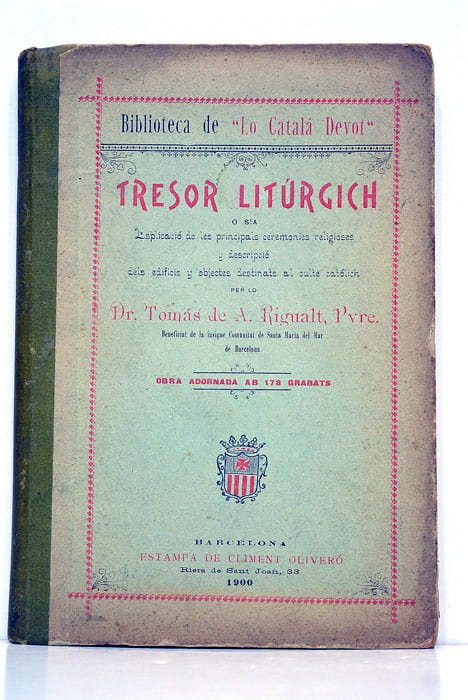 Biblioteca de "Lo Catalá Devot"
TRESOR LITÚRGICH
Ó SIA
Esplicació de les principals ceremonies religioses
y descripció
dels edificis y objectes destinats al culte católich
PER LO
Dr. Tomás de A. Rigualt, Pvre.
Beneficiat de la insigne Comunitat de Santa Maria del Mar
de Barcelona
OBRA ADORNADA AB 178 GRABATS
BARCELONA
ESTAMPA DE CLIMENT OLIVERÓ
Riera de Sant Joan, 33
1900